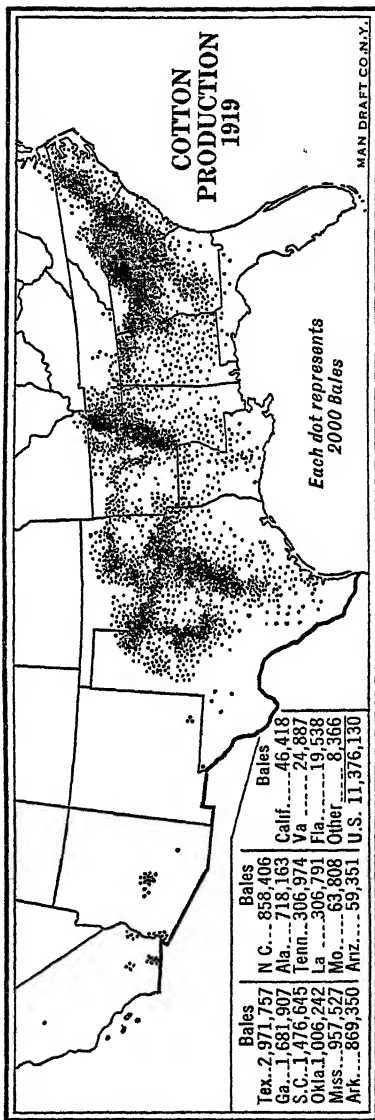 COTTON
PRODUCTION
1919
Each dot represents
2000 Bales
MAN DRAFT CO., N.Y.
Bales Bales Bales
Tex...2,971,757 N C....858,406 Calif......46,418
Ga....1,681,907 Ala.....718,163 Va........24,887
S.C...1,476,645 Tenn...306,974 Fla........19,538
Okla.1,006,242 La .....306,791 Other .....8,366
Miss....957,527 Mo.......63,808 U.S. 11,376,130
Ark......869,350 Ariz.....59,351